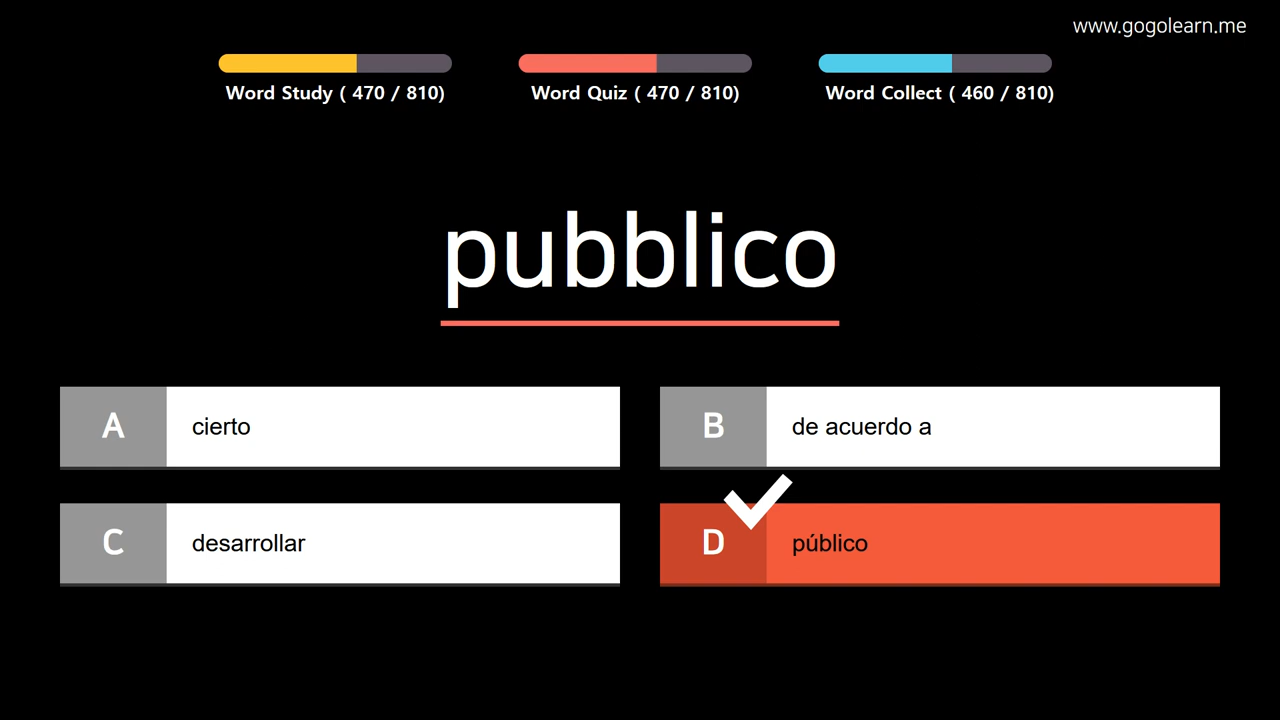 www.gogolearn.me
Word Study ( 470 / 810)
Word Quiz ( 470 / 810)
Word Collect ( 460 / 810)
pubblico
A cierto
B de acuerdo a
C desarrollar
D público